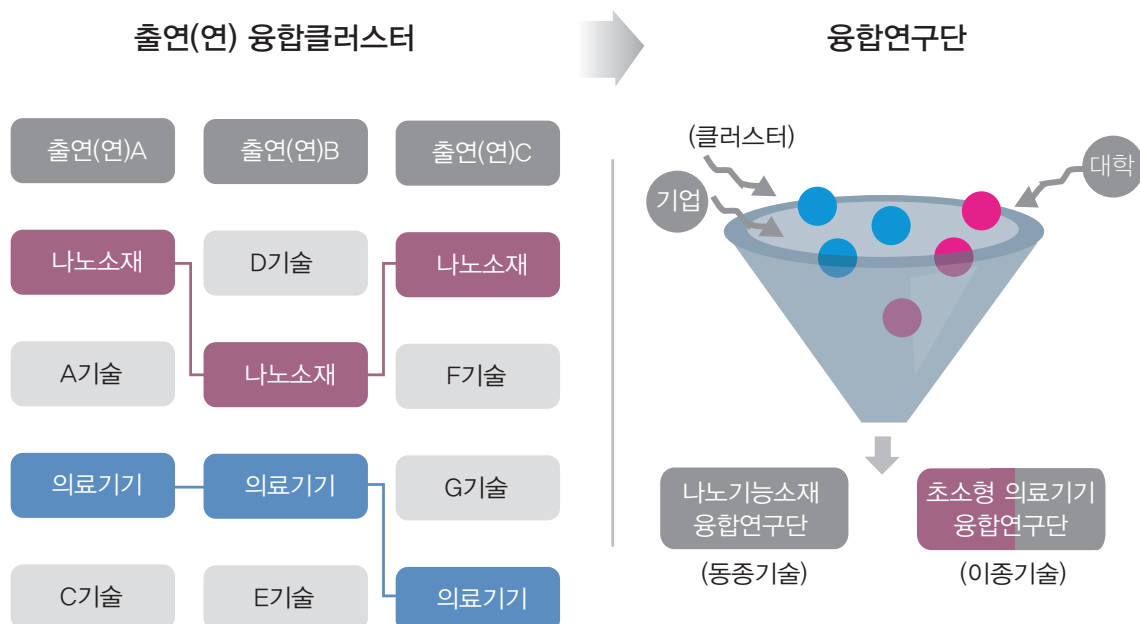 출연(연) 융합클러스터
융합연구단
출연(연)A
출연(연)B
출연(연)C
나노소재
D기술
나노소재
A기술
나노소재
F기술
의료기기
의료기기
G기술
C기술
E기술
의료기기
(클러스터)
기업
대학
나노기능소재
융합연구단
(동종기술)
초소형 의료기기
융합연구단
(이종기술)